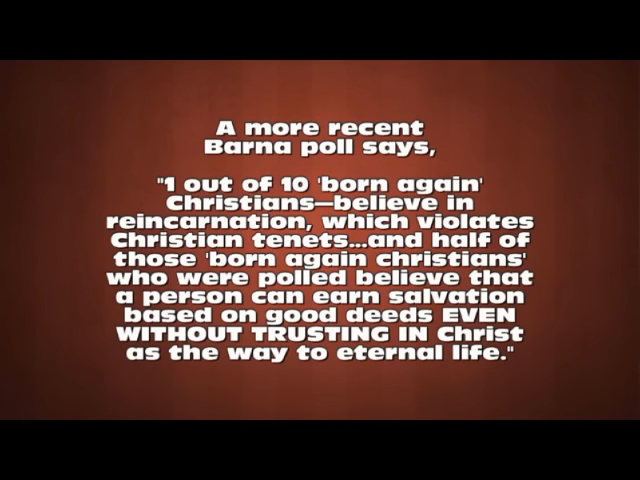 A more recent
Barna poll says,
"1 out of 10 'born again'
Christians—believe in
reincarnation, which violates
Christian tenets...and half of
those 'born again christians'
who were polled believe that
a person can earn salvation
based on good deeds EVEN
WITHOUT TRUSTING IN Christ
as the way to eternal life."